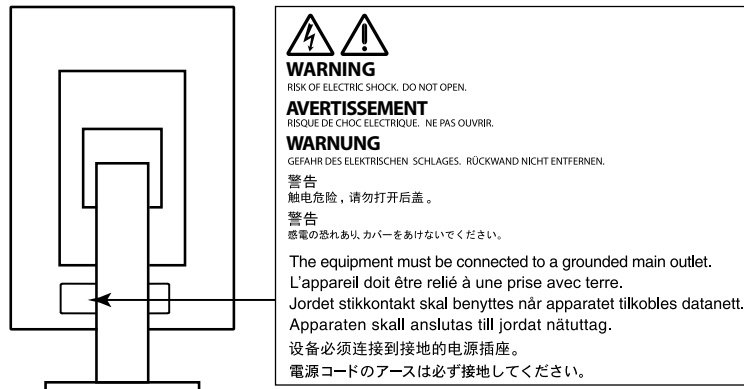 WARNING
RISK OF ELECTRIC SHOCK. DO NOT OPEN.
AVERTISSEMENT
RISQUE DE CHOC ELECTRIQUE. NE PAS OUVRIR.
WARNUNG
GEFAHR DES ELEKTRISCHEN SCHLAGES. RÜCKWAND NICHT ENTFERNEN.
警告
触电危险，请勿打开后盖。
警告
感電の恐れあり、カバーをあけないでください。
The equipment must be connected to a grounded main outlet.
L'appareil doit être relié à une prise avec terre.
Jordet stikkontakt skal benyttes når apparatet tilkobles datanett.
Apparaten skall anslutas till jordat nätuttag.
设备必须连接到接地的电源插座。
電源コードのアースは必ず接地してください。